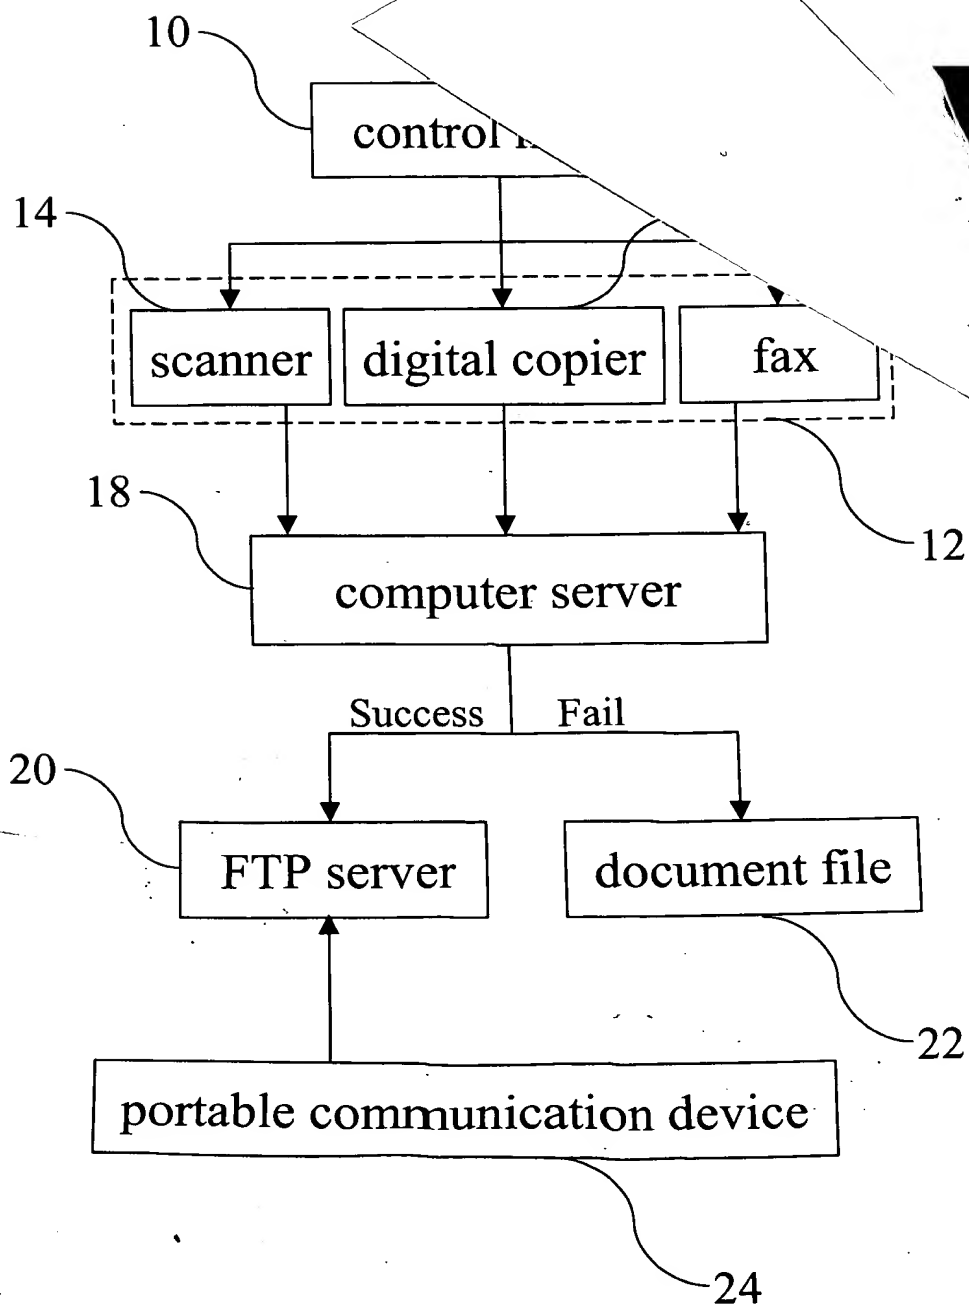 10
control
14
scanner
digital copier
fax
18
12
computer server
Success
Fail
20
FTP server
document file
22
portable communication device
24